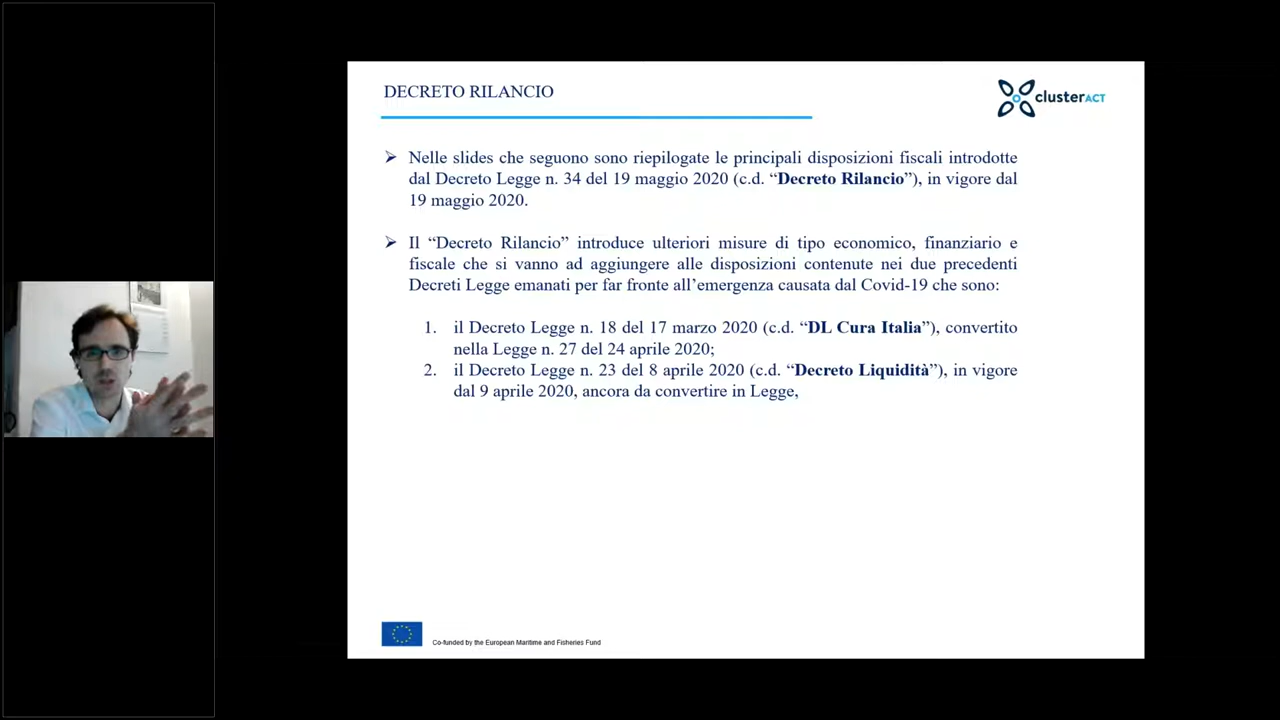 DECRETO RILANCIO
clusterACT
➢ Nelle slides che seguono sono riepilogate le principali disposizioni fiscali introdotte
dal Decreto Legge n. 34 del 19 maggio 2020 (c.d. “Decreto Rilancio”), in vigore dal
19 maggio 2020.
➢ Il “Decreto Rilancio” introduce ulteriori misure di tipo economico, finanziario e
fiscale che si vanno ad aggiungere alle disposizioni contenute nei due precedenti
Decreti Legge emanati per far fronte all’emergenza causata dal Covid-19 che sono:
1. il Decreto Legge n. 18 del 17 marzo 2020 (c.d. “DL Cura Italia”), convertito
nella Legge n. 27 del 24 aprile 2020;
2. il Decreto Legge n. 23 del 8 aprile 2020 (c.d. “Decreto Liquidità”), in vigore
dal 9 aprile 2020, ancora da convertire in Legge,
Co-funded by the European Maritime and Fisheries Fund